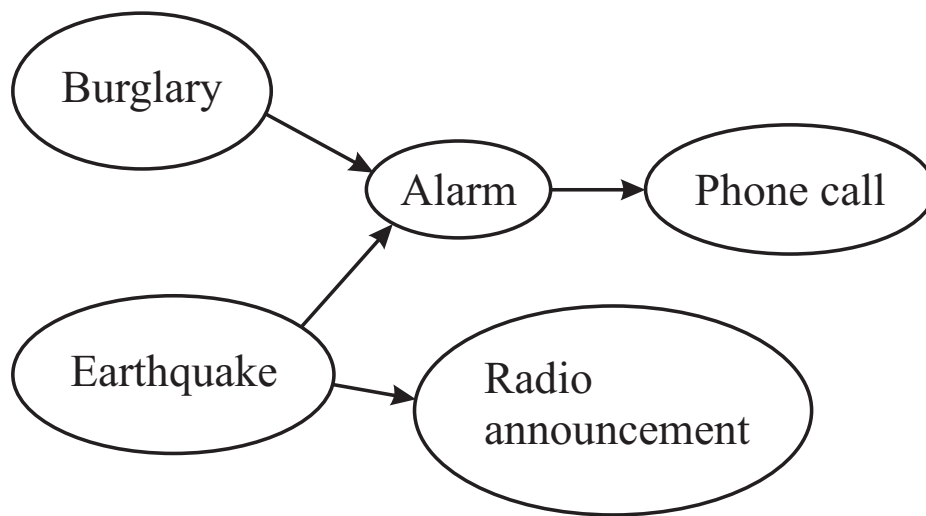 Burglary
Alarm
Phone call
Earthquake
Radio
announcement